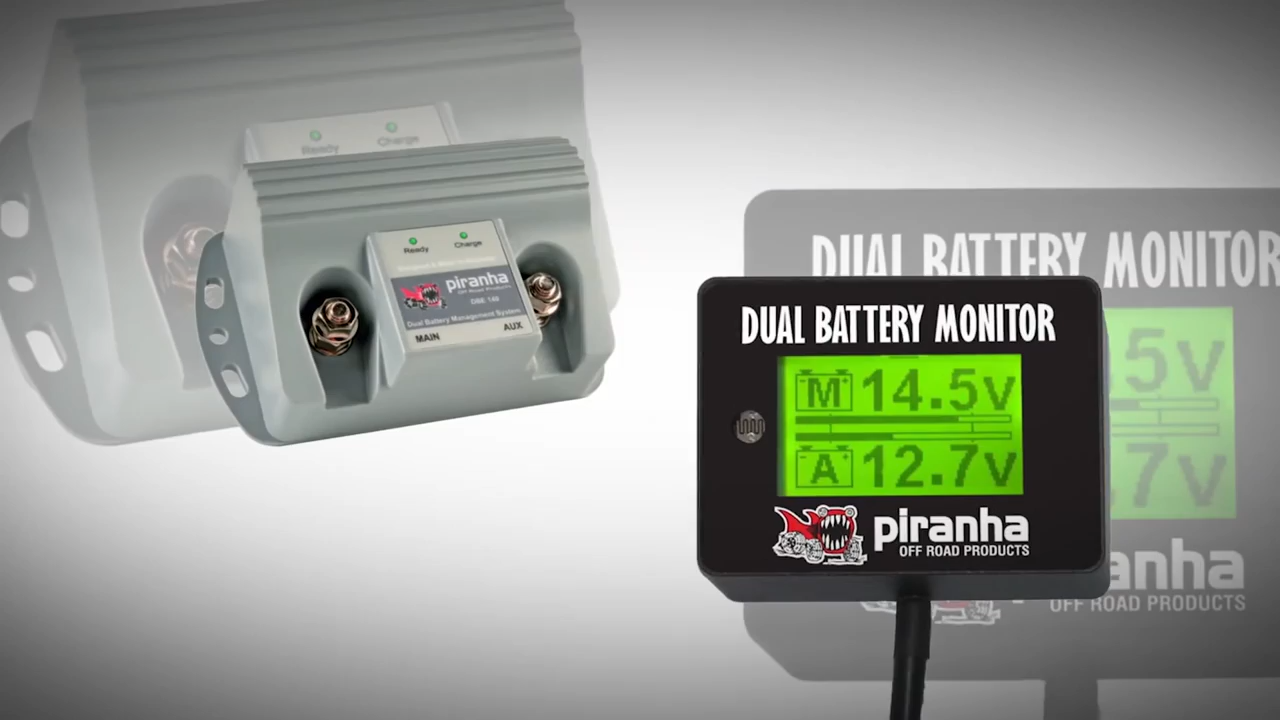 Ready Charge
Ready Charge
piranha
OFF ROAD PRODUCTS
DBE 140
Dual Battery Management System
MAIN AUX
DUAL BATTERY MONITOR
DUAL BATTERY MONITOR
M 14.5v
.5v
A 12.7v
.7v
piranha
OFF ROAD PRODUCTS
anha
OFF ROAD PRODUCTS